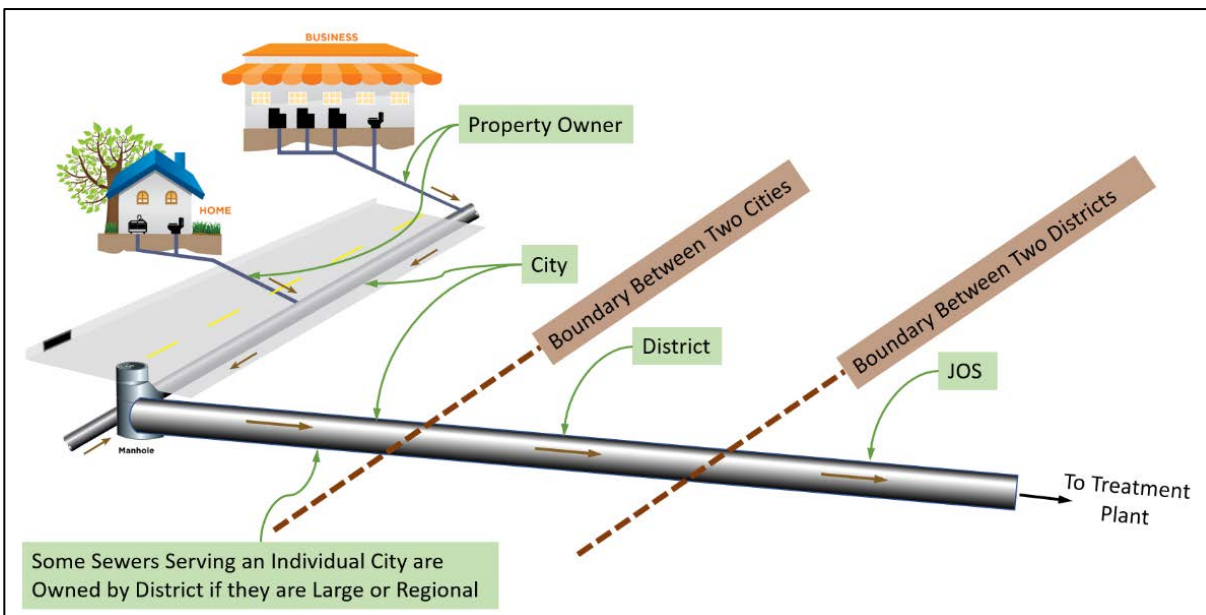 BUSINESS
Property Owner
HOME
City
Boundary Between Two Cities
Boundary Between Two Districts
District
JOS
Manhole
To Treatment
Plant
Some Sewers Serving an Individual City are
Owned by District if they are Large or Regional